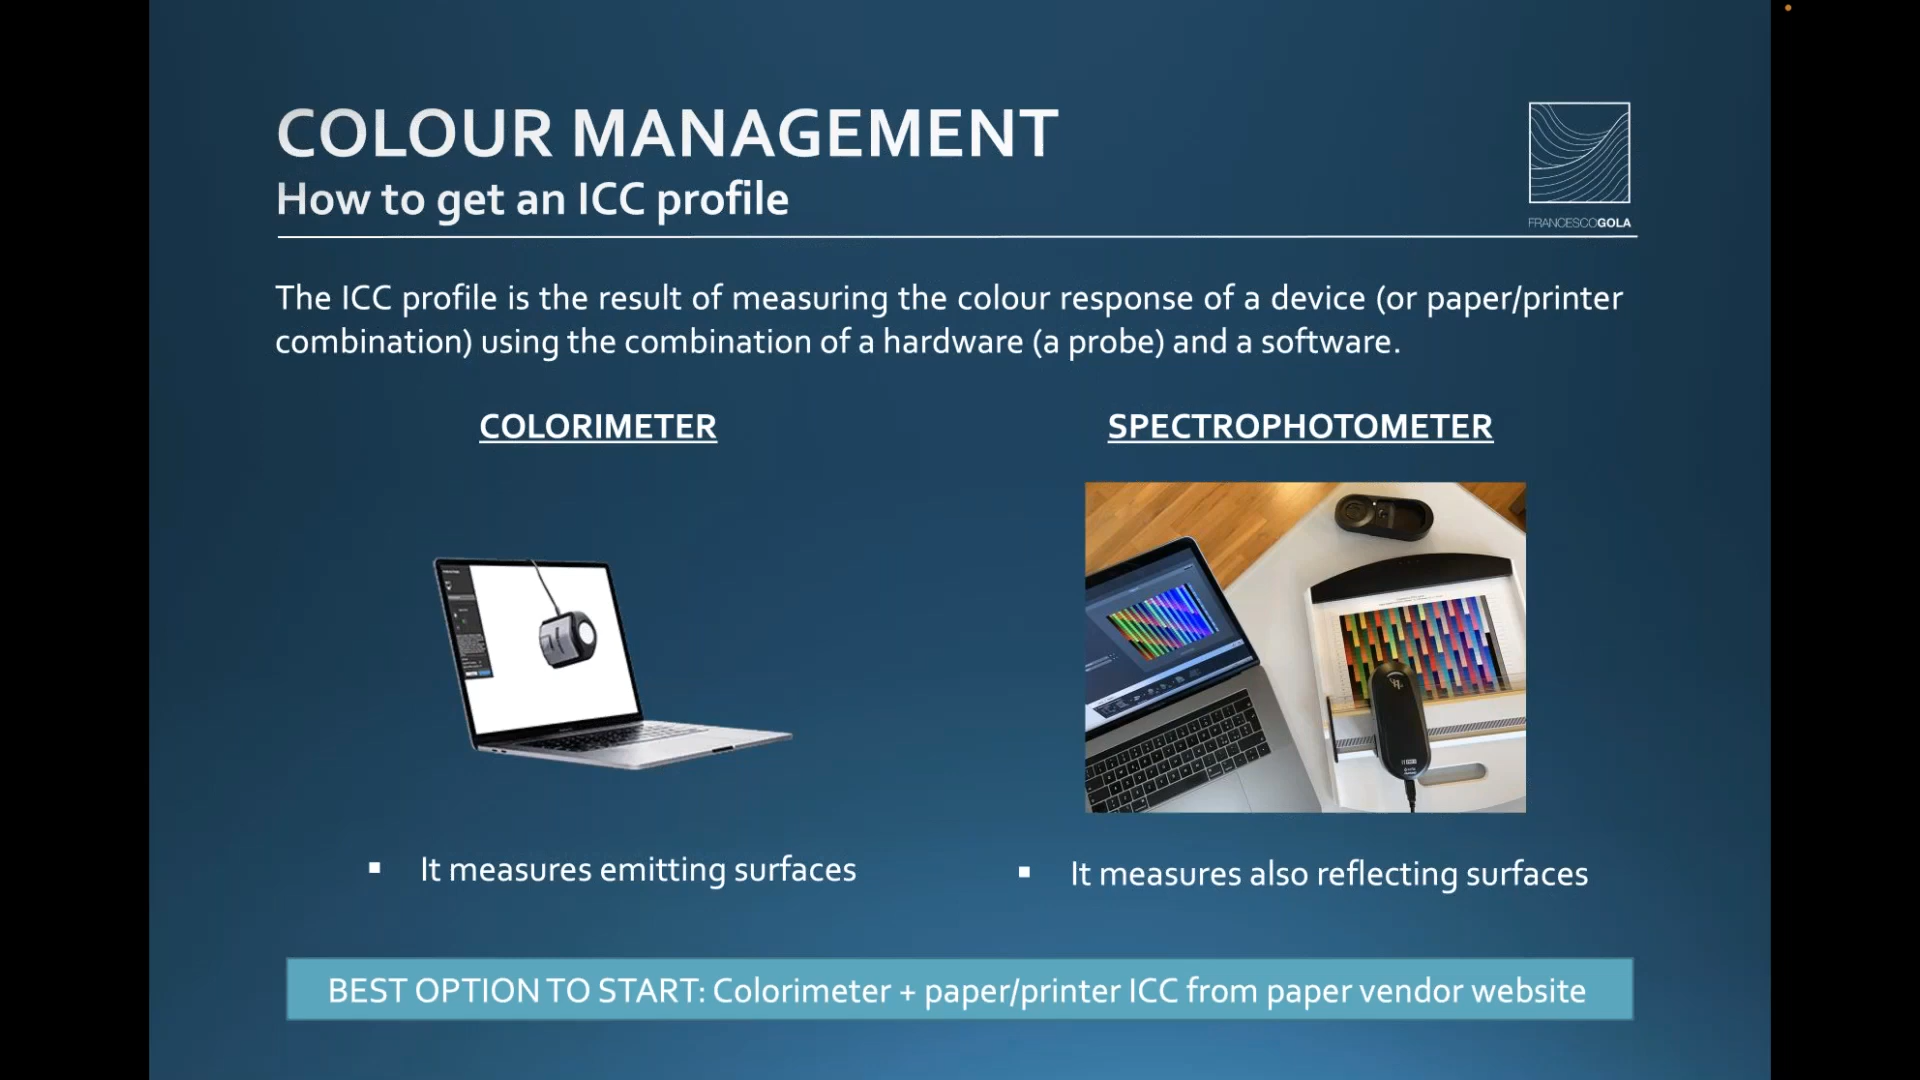 COLOUR MANAGEMENT
How to get an ICC profile
FRANCESCOGOLA
The ICC profile is the result of measuring the colour response of a device (or paper/printer
combination) using the combination of a hardware (a probe) and a software.
COLORIMETER
SPECTROPHOTOMETER
▪ It measures emitting surfaces
▪ It measures also reflecting surfaces
BEST OPTION TO START: Colorimeter + paper/printer ICC from paper vendor website